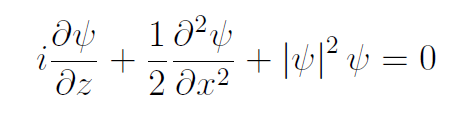 i ∂ψ/∂z + 1/2 ∂²ψ/∂x² + |ψ|² ψ = 0